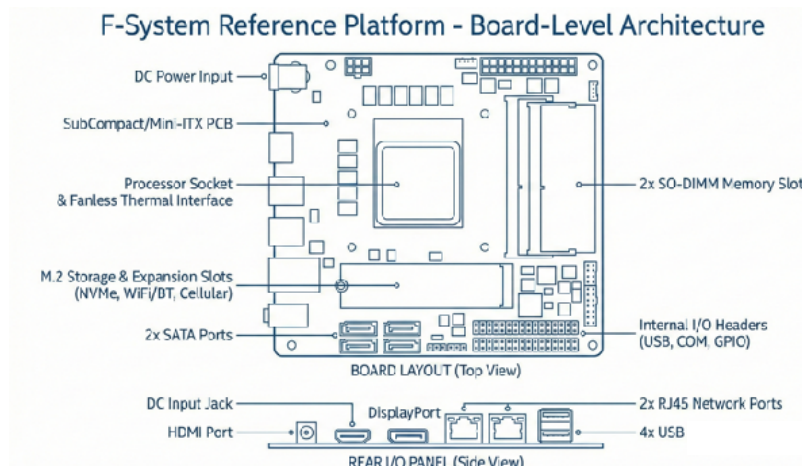 F-System Reference Platform - Board-Level Architecture
DC Power Input
SubCompact/Mini-ITX PCB
Processor Socket
& Fanless Thermal Interface
2x SO-DIMM Memory Slot
M.2 Storage & Expansion Slots
(NVMe, WiFi/BT, Cellular)
2x SATA Ports
Internal I/O Headers
(USB, COM, GPIO)
BOARD LAYOUT (Top View)
DC Input Jack
DisplayPort
2x RJ45 Network Ports
HDMI Port
4x USB
REAR I/O PANEL (Side View)